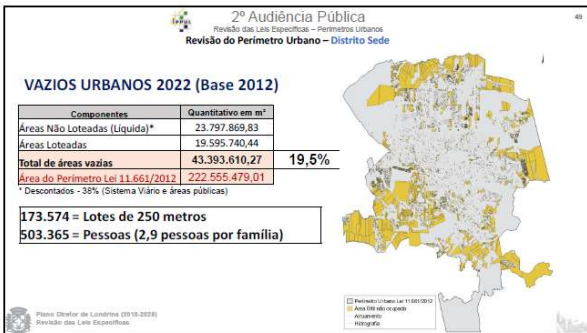 2º Audiência Pública
49
Revisão das Leis Específicas – Perímetros Urbanos
Revisão do Perímetro Urbano – Distrito Sede
VAZIOS URBANOS 2022 (Base 2012)
Componentes Quantitativo em m²
Áreas Não Loteadas (Líquida)* 23.797.869,83
Áreas Loteadas 19.595.740,44
Total de áreas vazias 43.393.610,27 19,5%
Área do Perímetro Lei 11.661/2012 222.555.479,01
* Descontados - 38% (Sistema Viário e áreas públicas)
173.574 = Lotes de 250 metros
503.365 = Pessoas (2,9 pessoas por família)
Perímetro Urbano Lei 11.661/2012
Área DM não ocupada
Arruamento
Hidrografia
Plano Diretor de Londrina (2018-2028)
Revisão das Leis Específicas